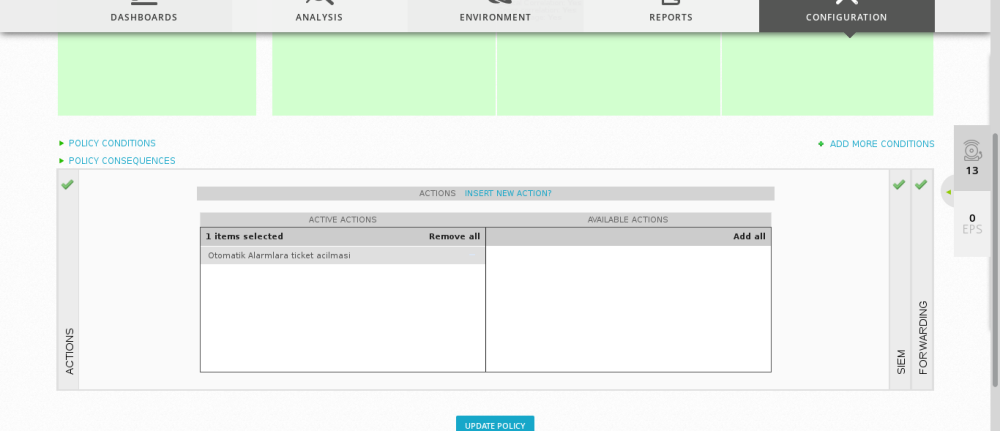 DASHBOARDS ANALYSIS ENVIRONMENT REPORTS CONFIGURATION
POLICY CONDITIONS
ADD MORE CONDITIONS
POLICY CONSEQUENCES
13
0
EPS
ACTIONS INSERT NEW ACTION?
ACTIVE ACTIONS AVAILABLE ACTIONS
1 items selected Remove all Add all
Otomatik Alarmlara ticket acilmasi
ACTIONS
SIEM
FORWARDING
UPDATE POLICY